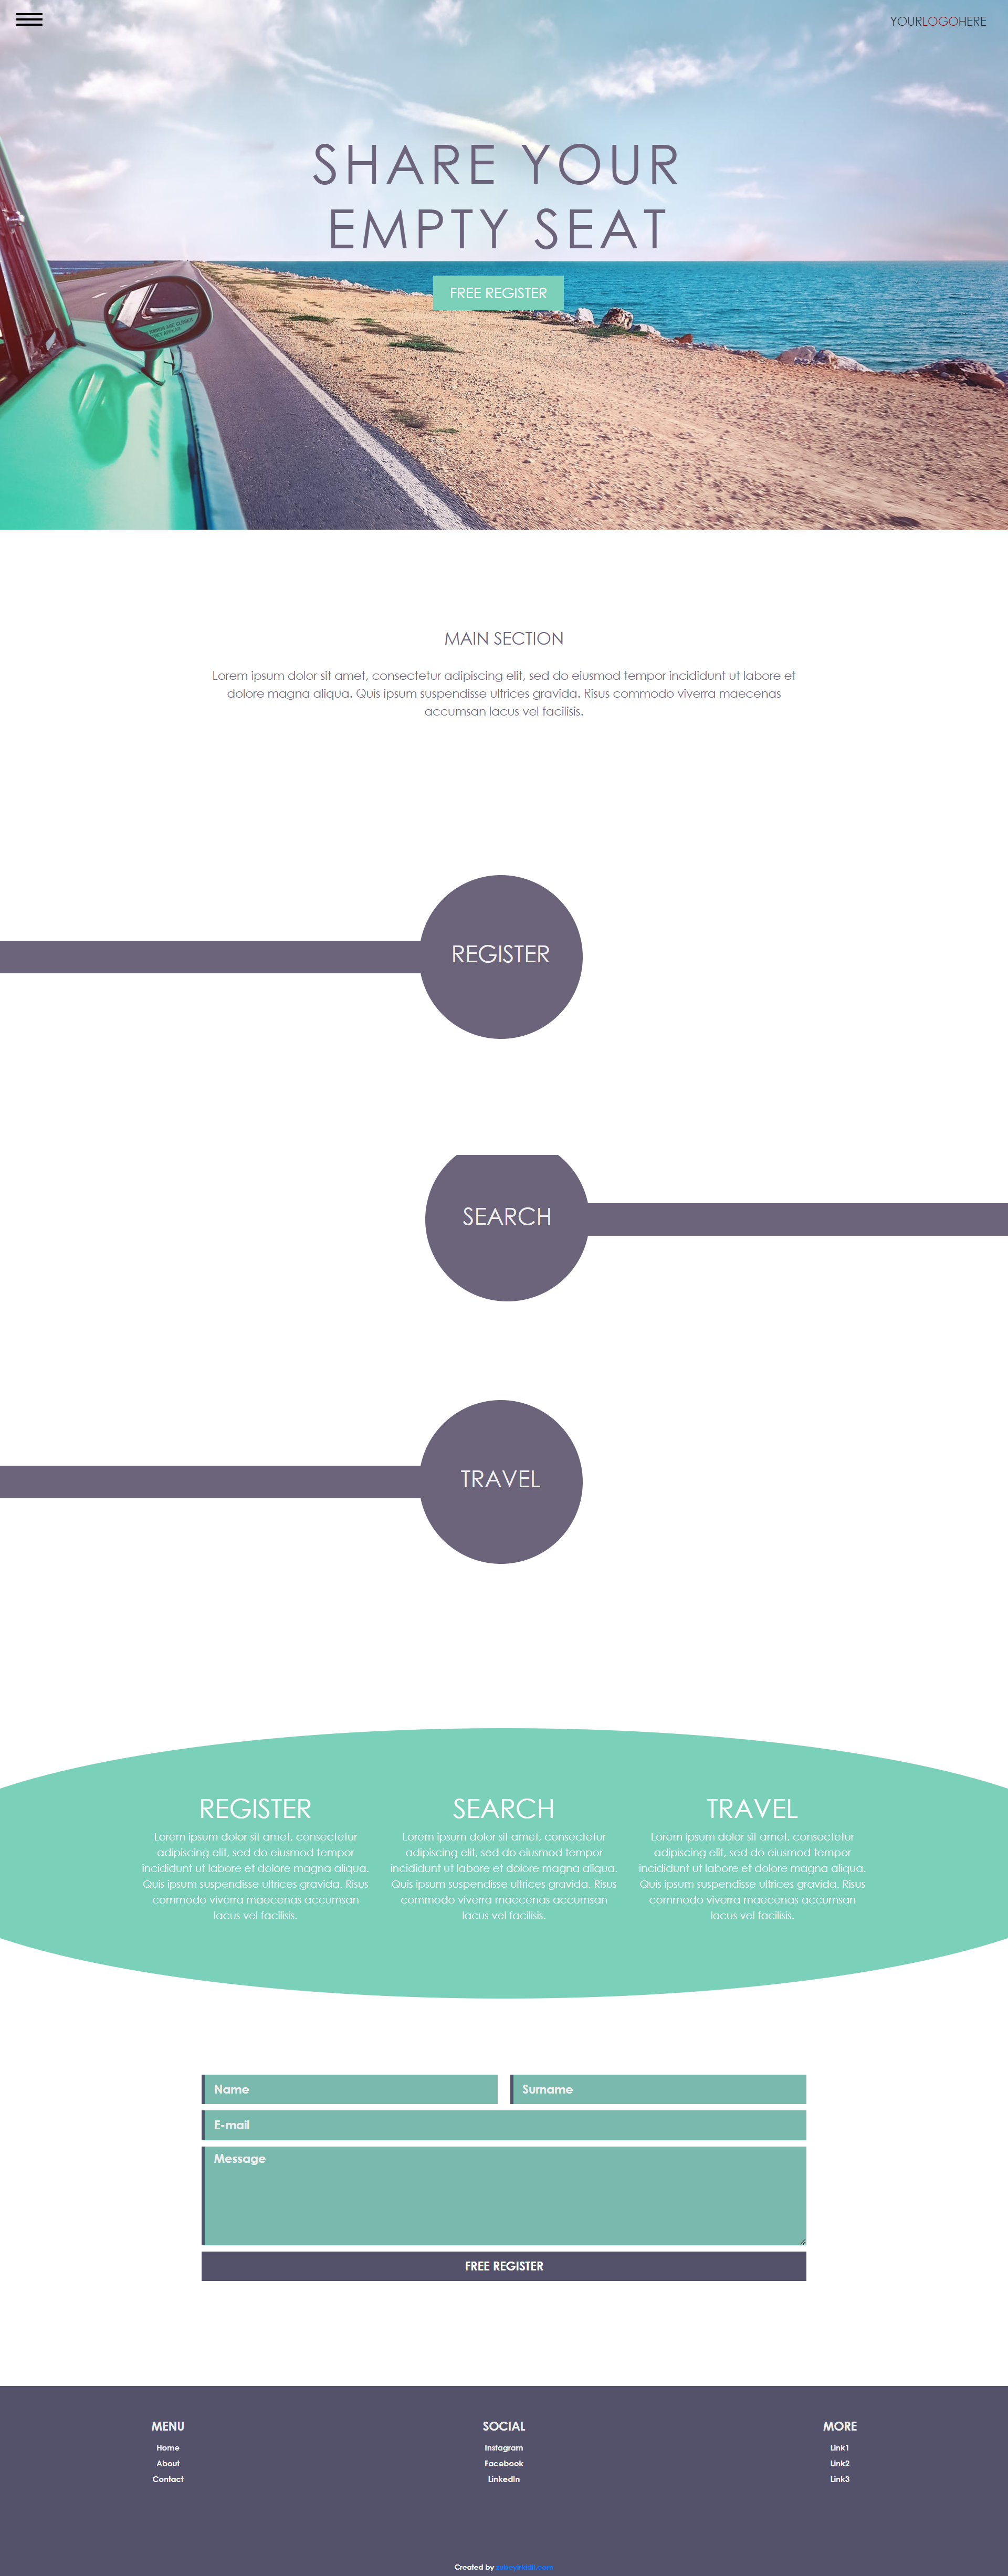 YOURLOGOHERE
SHARE YOUR
EMPTY SEAT
FREE REGISTER
MAIN SECTION
Lorem ipsum dolor sit amet, consectetur adipiscing elit, sed do eiusmod tempor incididunt ut labore et
dolore magna aliqua. Quis ipsum suspendisse ultrices gravida. Risus commodo viverra maecenas
accumsan lacus vel facilisis.
REGISTER
SEARCH
TRAVEL
REGISTER
Lorem ipsum dolor sit amet, consectetur
adipiscing elit, sed do eiusmod tempor
incididunt ut labore et dolore magna aliqua.
Quis ipsum suspendisse ultrices gravida. Risus
commodo viverra maecenas accumsan
lacus vel facilisis.
SEARCH
Lorem ipsum dolor sit amet, consectetur
adipiscing elit, sed do eiusmod tempor
incididunt ut labore et dolore magna aliqua.
Quis ipsum suspendisse ultrices gravida. Risus
commodo viverra maecenas accumsan
lacus vel facilisis.
TRAVEL
Lorem ipsum dolor sit amet, consectetur
adipiscing elit, sed do eiusmod tempor
incididunt ut labore et dolore magna aliqua.
Quis ipsum suspendisse ultrices gravida. Risus
commodo viverra maecenas accumsan
lacus vel facilisis.
Name
Surname
E-mail
Message
FREE REGISTER
MENU
Home
About
Contact
SOCIAL
Instagram
Facebook
LinkedIn
MORE
Link1
Link2
Link3
Created by